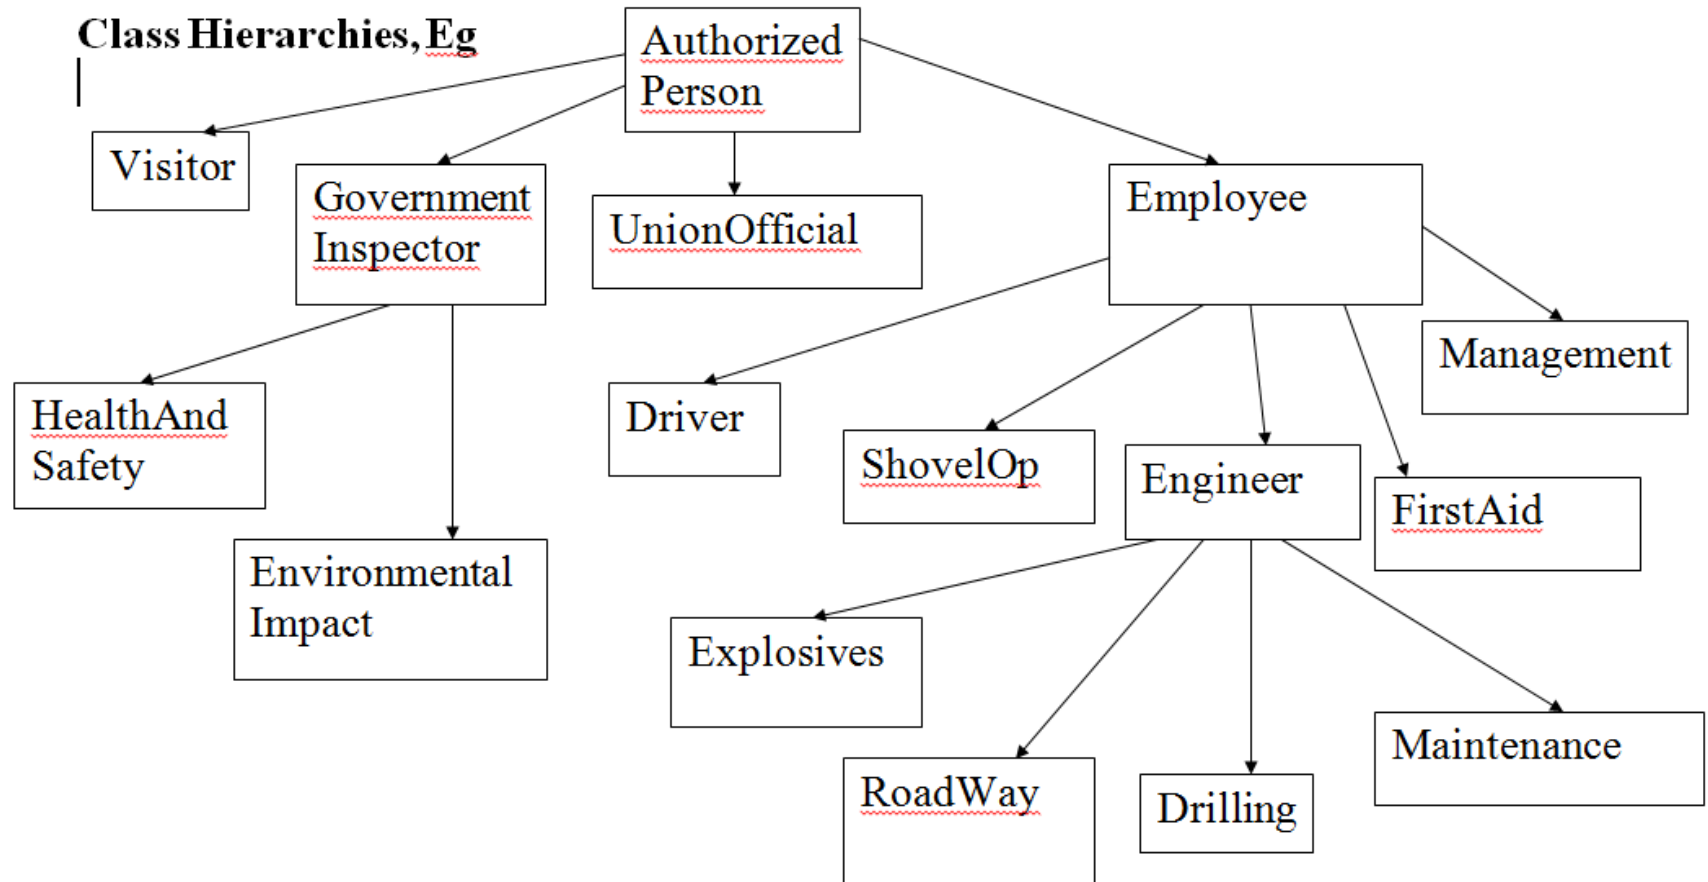 Class Hierarchies, Eg
Authorized
Person
Visitor
Government
Inspector
UnionOfficial
Employee
Management
HealthAnd
Safety
Driver
ShovelOp
Engineer
FirstAid
Environmental
Impact
Explosives
Maintenance
RoadWay
Drilling